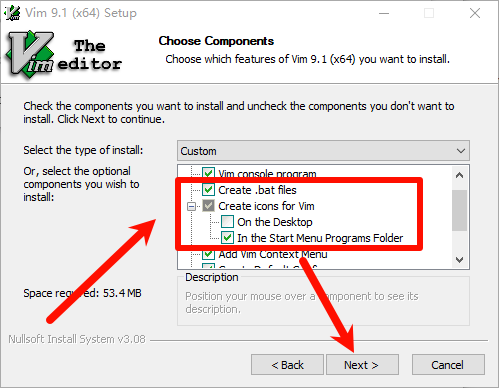 Vim 9.1 (x64) Setup
The
Vim editor
Choose Components
Choose which features of Vim 9.1 (x64) you want to install.
Check the components you want to install and uncheck the components you don't want to
install. Click Next to continue.
Select the type of install:
Custom
Or, select the optional
components you wish to
install:
Vim console program
Create .bat files
Create icons for Vim
On the Desktop
In the Start Menu Programs Folder
Add Vim Context Menu
Space required: 53.4 MB
Description
Position your mouse over a component to see its
description.
Nullsoft Install System v3.08
< Back
Next >
Cancel